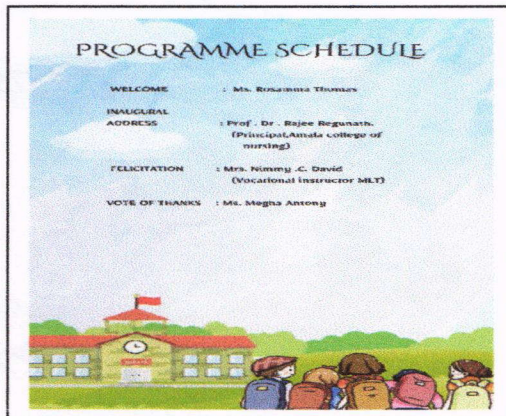 PROGRAMME SCHEDULE
WELCOME : Ms. Rosamma Thomas
INAUGURAL
ADDRESS : Prof . Dr . Rajee Regunath.
(Principal,Amala college of
nursing)
FELICITATION : Mrs. Nimmy .C. David
(Vocational instructor MLT)
VOTE OF THANKS : Ms. Megha Antony